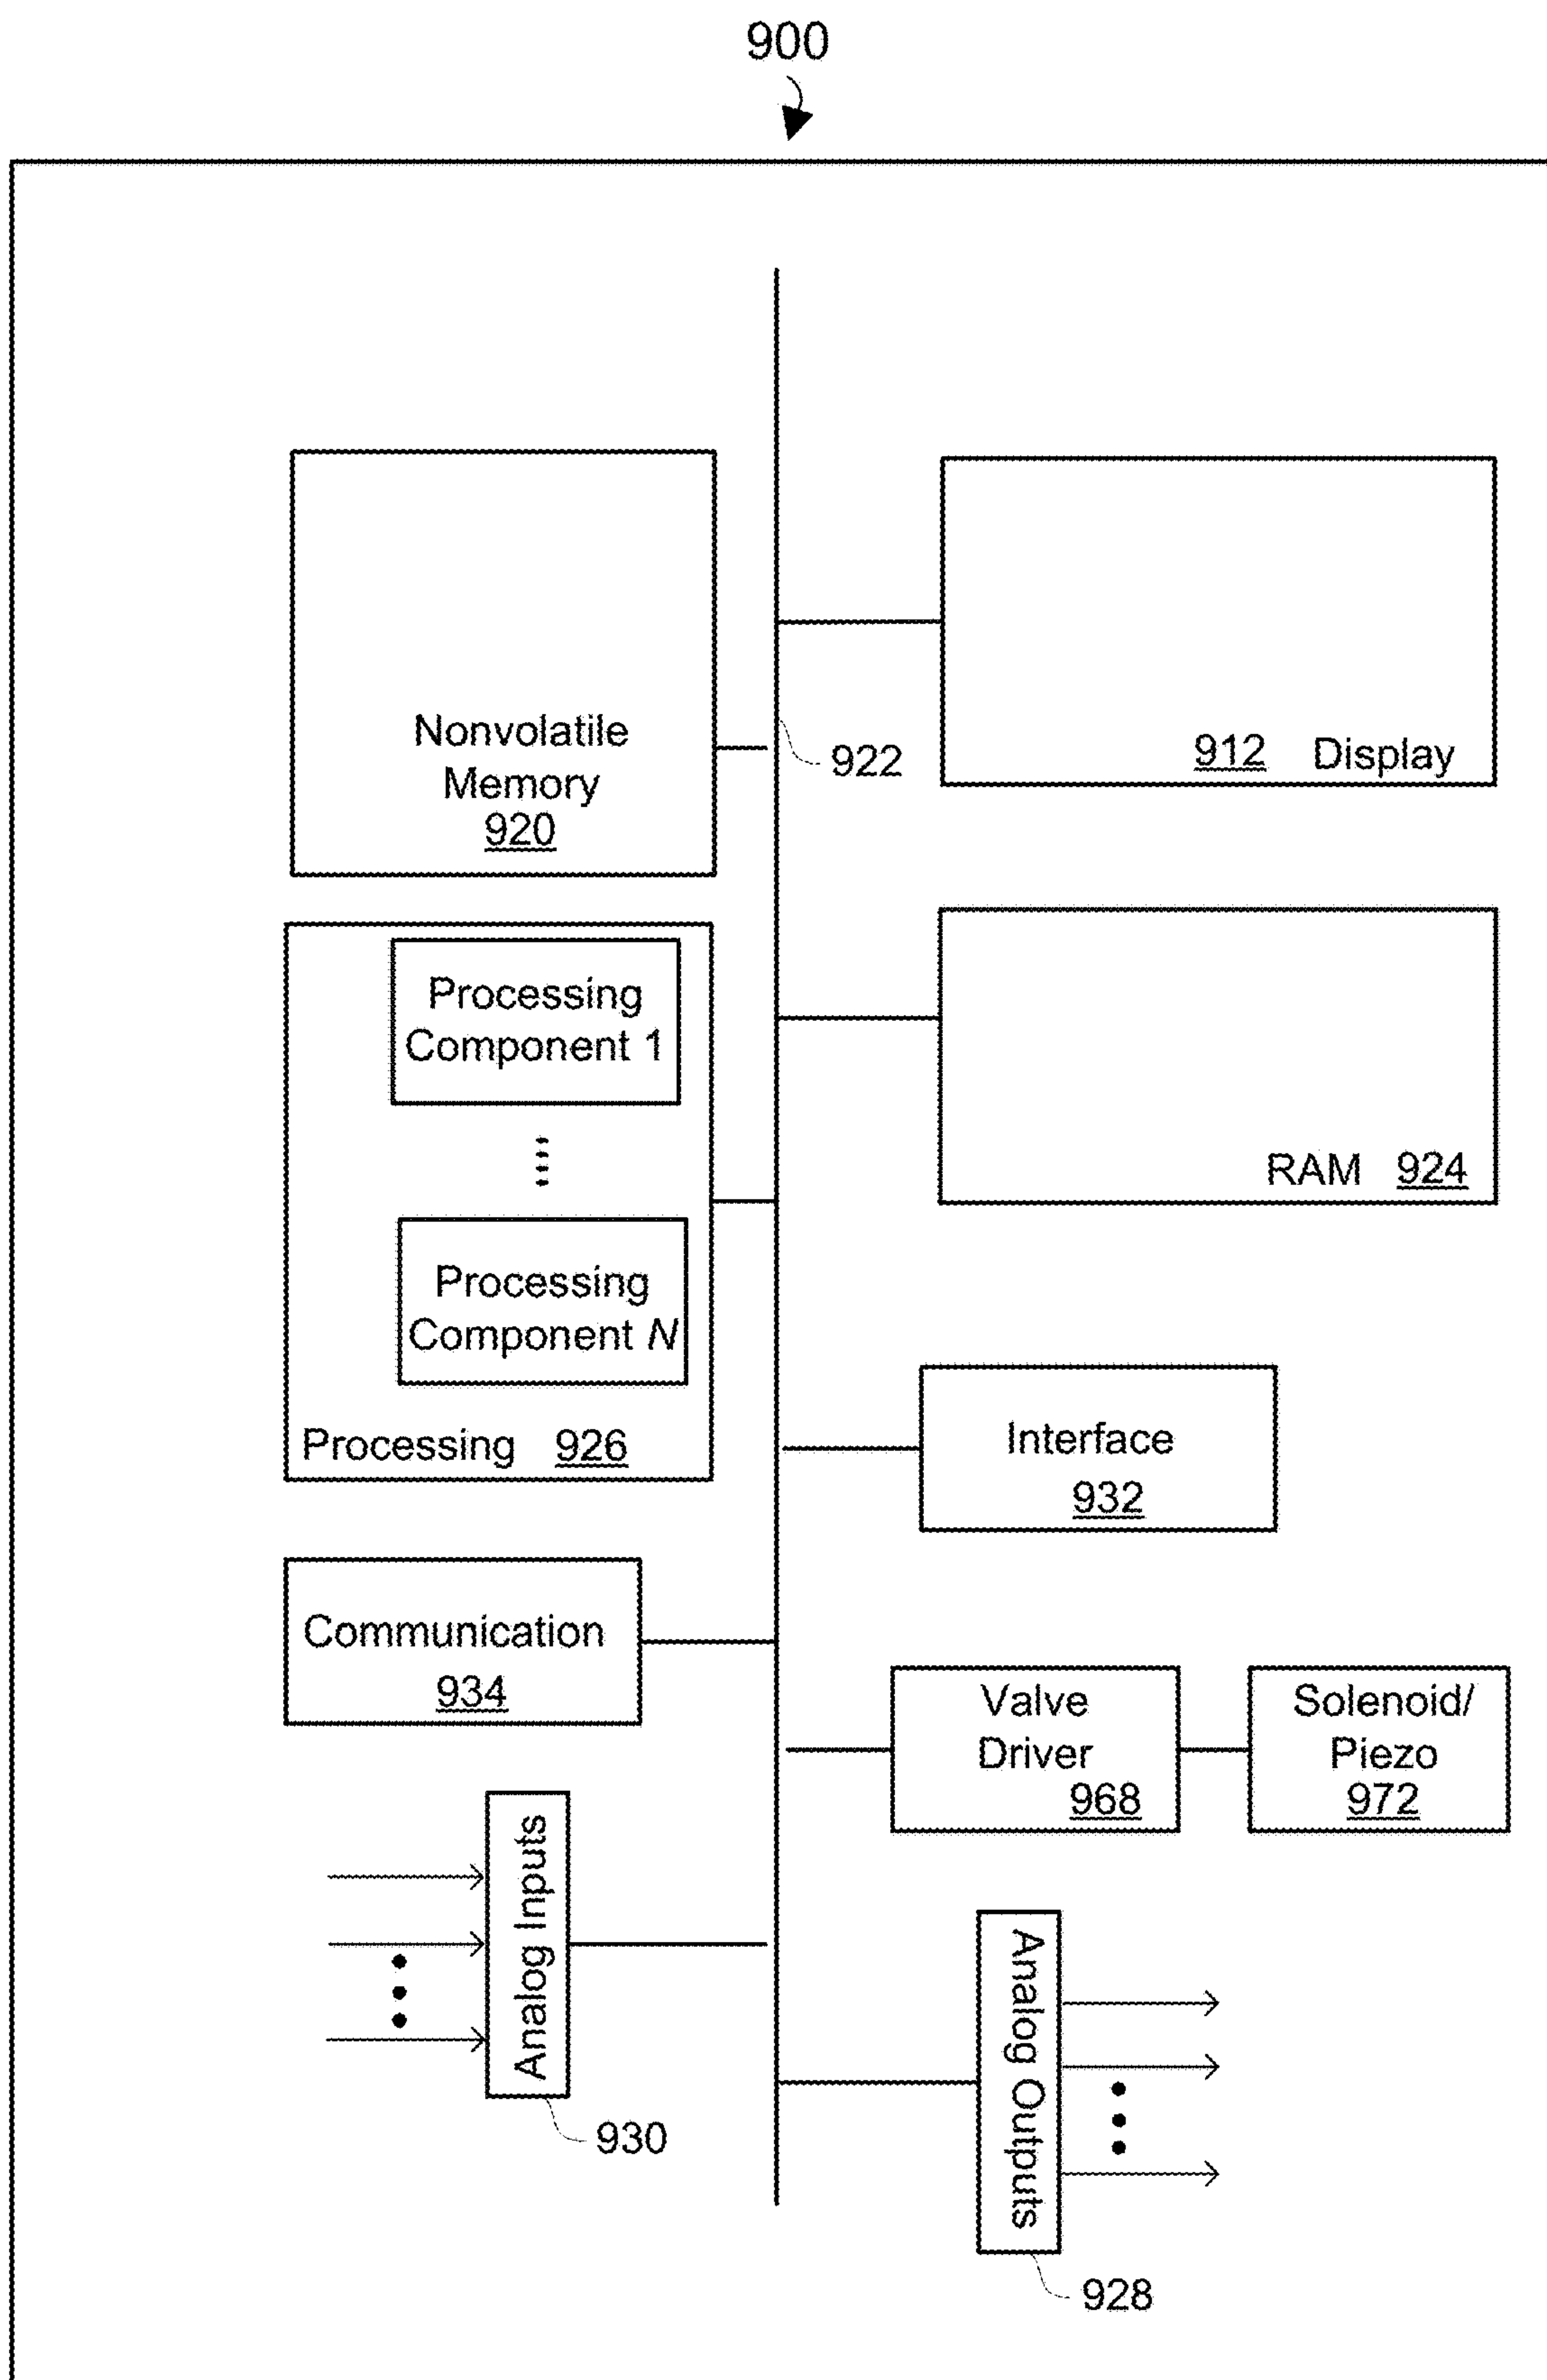 900
Nonvolatile
Memory
920
922
912 Display
Processing
Component 1
RAM 924
Processing
Component N
Processing 926
Interface
932
Communication
934
Valve
Driver
968
Solenoid/
Piezo
972
Analog Inputs
930
Analog Outputs
928